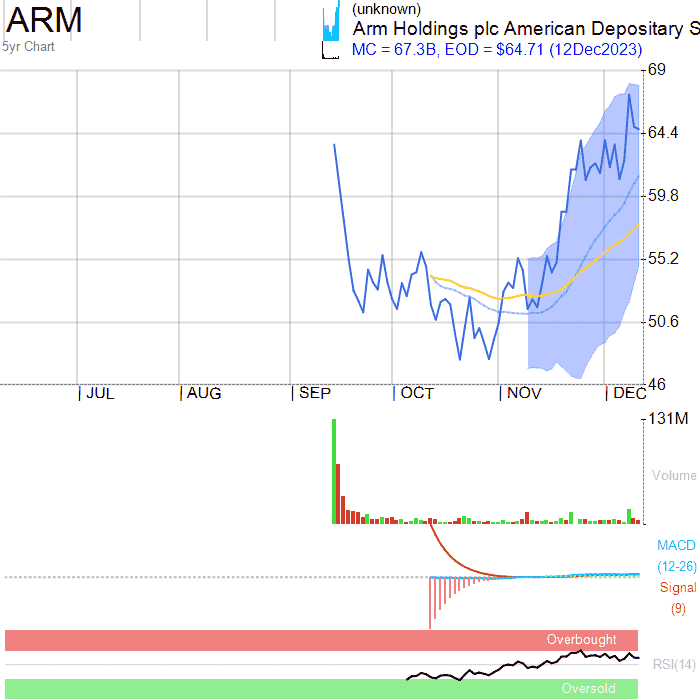 ARM
5yr Chart
(unknown)
Arm Holdings plc American Depositary S
MC = 67.3B, EOD = $64.71 (12Dec2023)
69
64.4
59.8
55.2
50.6
46
JUL AUG SEP OCT NOV DEC
131M
Volume
MACD
(12-26)
Signal
(9)
Overbought
RSI(14)
Oversold